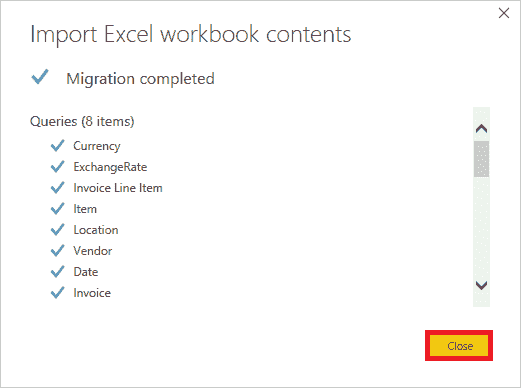 Import Excel workbook contents
Migration completed
Queries (8 items)
Currency
ExchangeRate
Invoice Line Item
Item
Location
Vendor
Date
Invoice
Close